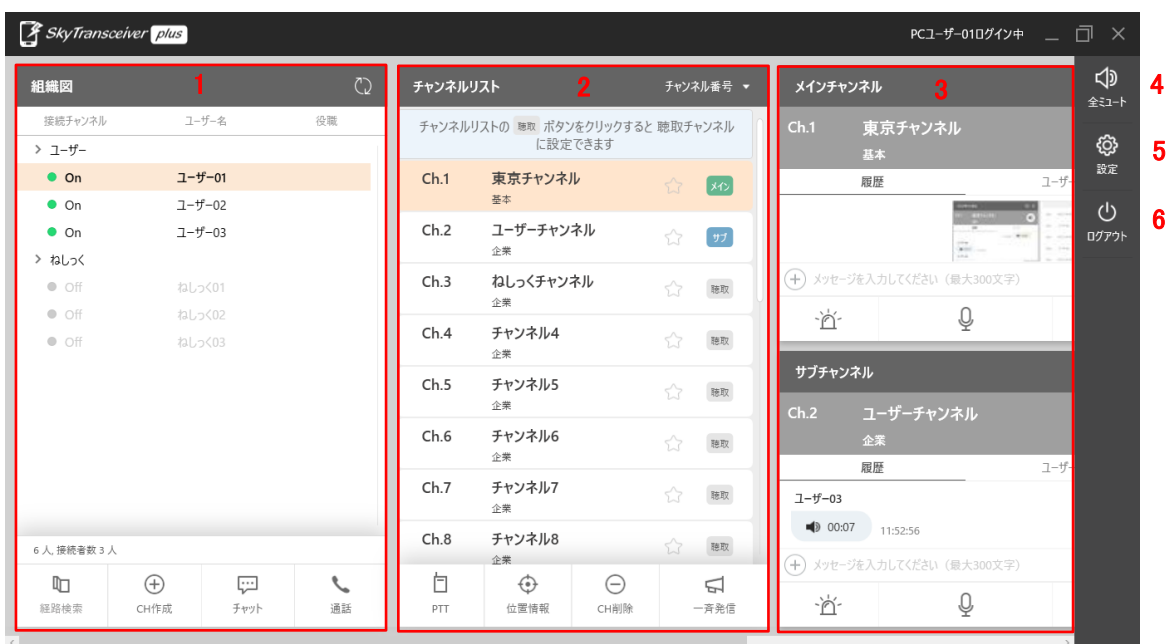 SkyTransceiver plus
PCユーザー01ログイン中
組織図
1
接続チャンネル ユーザー名 役職
ユーザー
On ユーザー01
On ユーザー02
On ユーザー03
ねしっく
Off ねしっく01
Off ねしっく02
Off ねしっく03
6 人, 接続者数 3 人
経路検索 CH作成 チャット 通話
チャンネルリスト
2
チャンネル番号
チャンネルリストの 聴取 ボタンをクリックすると 聴取チャンネル
に設定できます
Ch.1 東京チャンネル メイン
基本
Ch.2 ユーザーチャンネル サブ
企業
Ch.3 ねしっくチャンネル 聴取
企業
Ch.4 チャンネル4 聴取
企業
Ch.5 チャンネル5 聴取
企業
Ch.6 チャンネル6 聴取
企業
Ch.7 チャンネル7 聴取
企業
Ch.8 チャンネル8 聴取
企業
PTT 位置情報 CH削除 一斉発信
メインチャンネル
3
Ch.1 東京チャンネル
基本
履歴 ユーザ
メッセージを入力してください（最大300文字）
サブチャンネル
Ch.2 ユーザーチャンネル
企業
履歴 ユーザ
ユーザー03
00:07 11:52:56
メッセージを入力してください（最大300文字）
全ミュート
4
設定
5
ログアウト
6